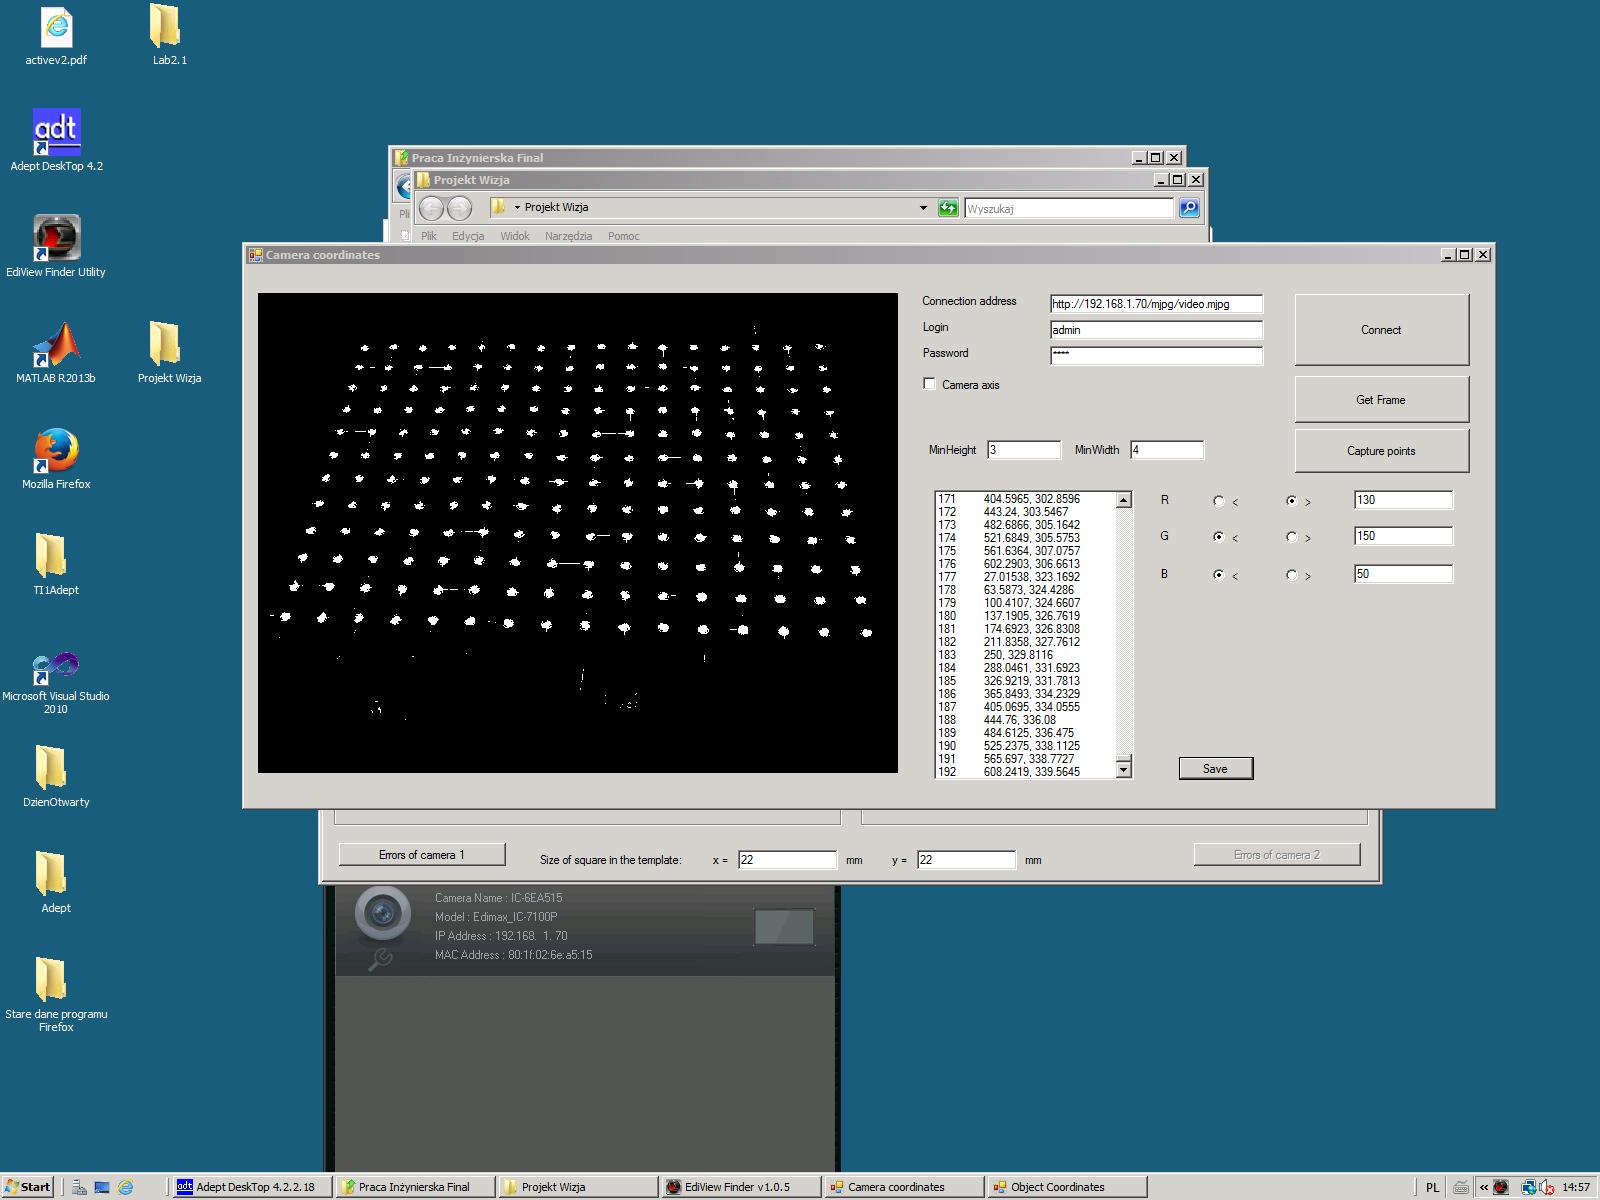 activev2.pdf
Lab2.1
Adept DeskTop 4.2
EdiView Finder Utility
MATLAB R2013b
Projekt Wizja
Mozilla Firefox
TI1Adept
Microsoft Visual Studio
2010
DzienOtwarty
Adept
Stare dane programu
Firefox
Praca Inżynierska Final
Projekt Wizja
Projekt Wizja
Wyszukaj
Pli
Plik Edycja Widok Narzędzia Pomoc
Camera coordinates
Connection address http://192.168.1.70/mjpg/video.mjpg
Login admin
Password ****
Camera axis
Connect
Get Frame
Capture points
MinHeight 3 MinWidth 4
171 404.5965, 302.8596
172 443.24, 303.5467
173 482.6866, 305.1642
174 521.6849, 305.5753
175 561.6364, 307.0757
176 602.2903, 306.6613
177 27.01538, 323.1692
178 63.5873, 324.4286
179 100.4107, 324.6607
180 137.1905, 326.7619
181 174.6923, 326.8308
182 211.8358, 327.7612
183 250, 329.8116
184 288.0461, 331.6923
185 326.9219, 331.7813
186 365.8493, 334.2329
187 405.0695, 334.0555
188 444.76, 336.08
189 484.6125, 336.475
190 525.2375, 338.1125
191 565.697, 338.7727
192 608.2419, 339.5645
R < > 130
G < > 150
B < > 50
Save
Errors of camera 1
Size of square in the template: x = 22 mm y = 22 mm
Errors of camera 2
Camera Name : IC-6EA515
Model : Edimax_IC-7100P
IP Address : 192.168. 1. 70
MAC Address : 80:1f:02:6e:a5:15
Start
Adept DeskTop 4.2.2.18
Praca Inżynierska Final
Projekt Wizja
EdiView Finder v1.0.5
Camera coordinates
Object Coordinates
PL
14:57